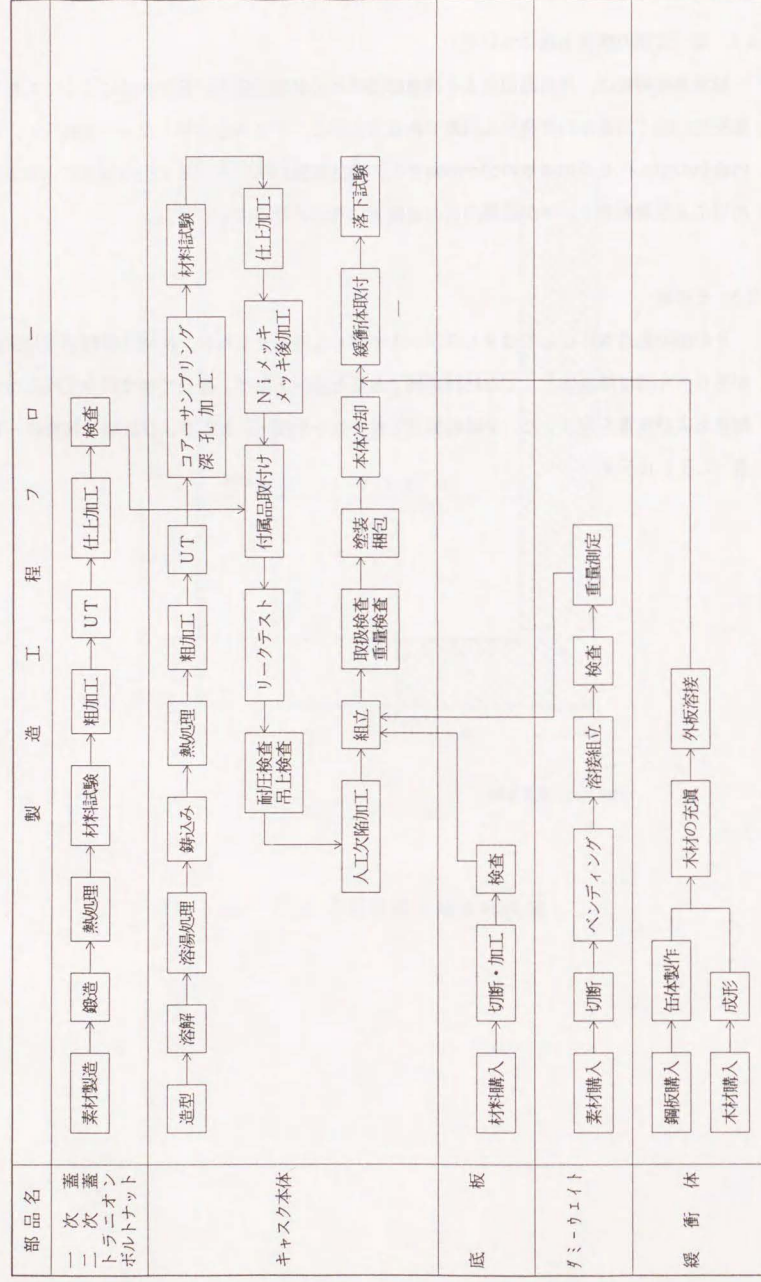 部品名
製造工程フロー
一次蓋
二次蓋
トラニオン
ボルトナット
素材製造
鍛造
熱処理
材料試験
粗加工
UT
仕上加工
検査
キャスク本体
造型
溶解
溶湯処理
鋳込み
熱処理
粗加工
UT
コアーサンプリング
深孔加工
材料試験
仕上加工
Niメッキ
メッキ後加工
付属品取付け
リークテスト
耐圧検査
吊上検査
人工欠陥加工
組立
取扱検査
重量検査
塗装
梱包
本体冷却
緩衝体取付
落下試験
底板
材料購入
切断・加工
検査
ダミーウェイト
素材購入
切断
ベンディング
溶接組立
検査
重量測定
緩衝体
鋼板購入
缶体製作
木材購入
成形
木材の充填
外板溶接